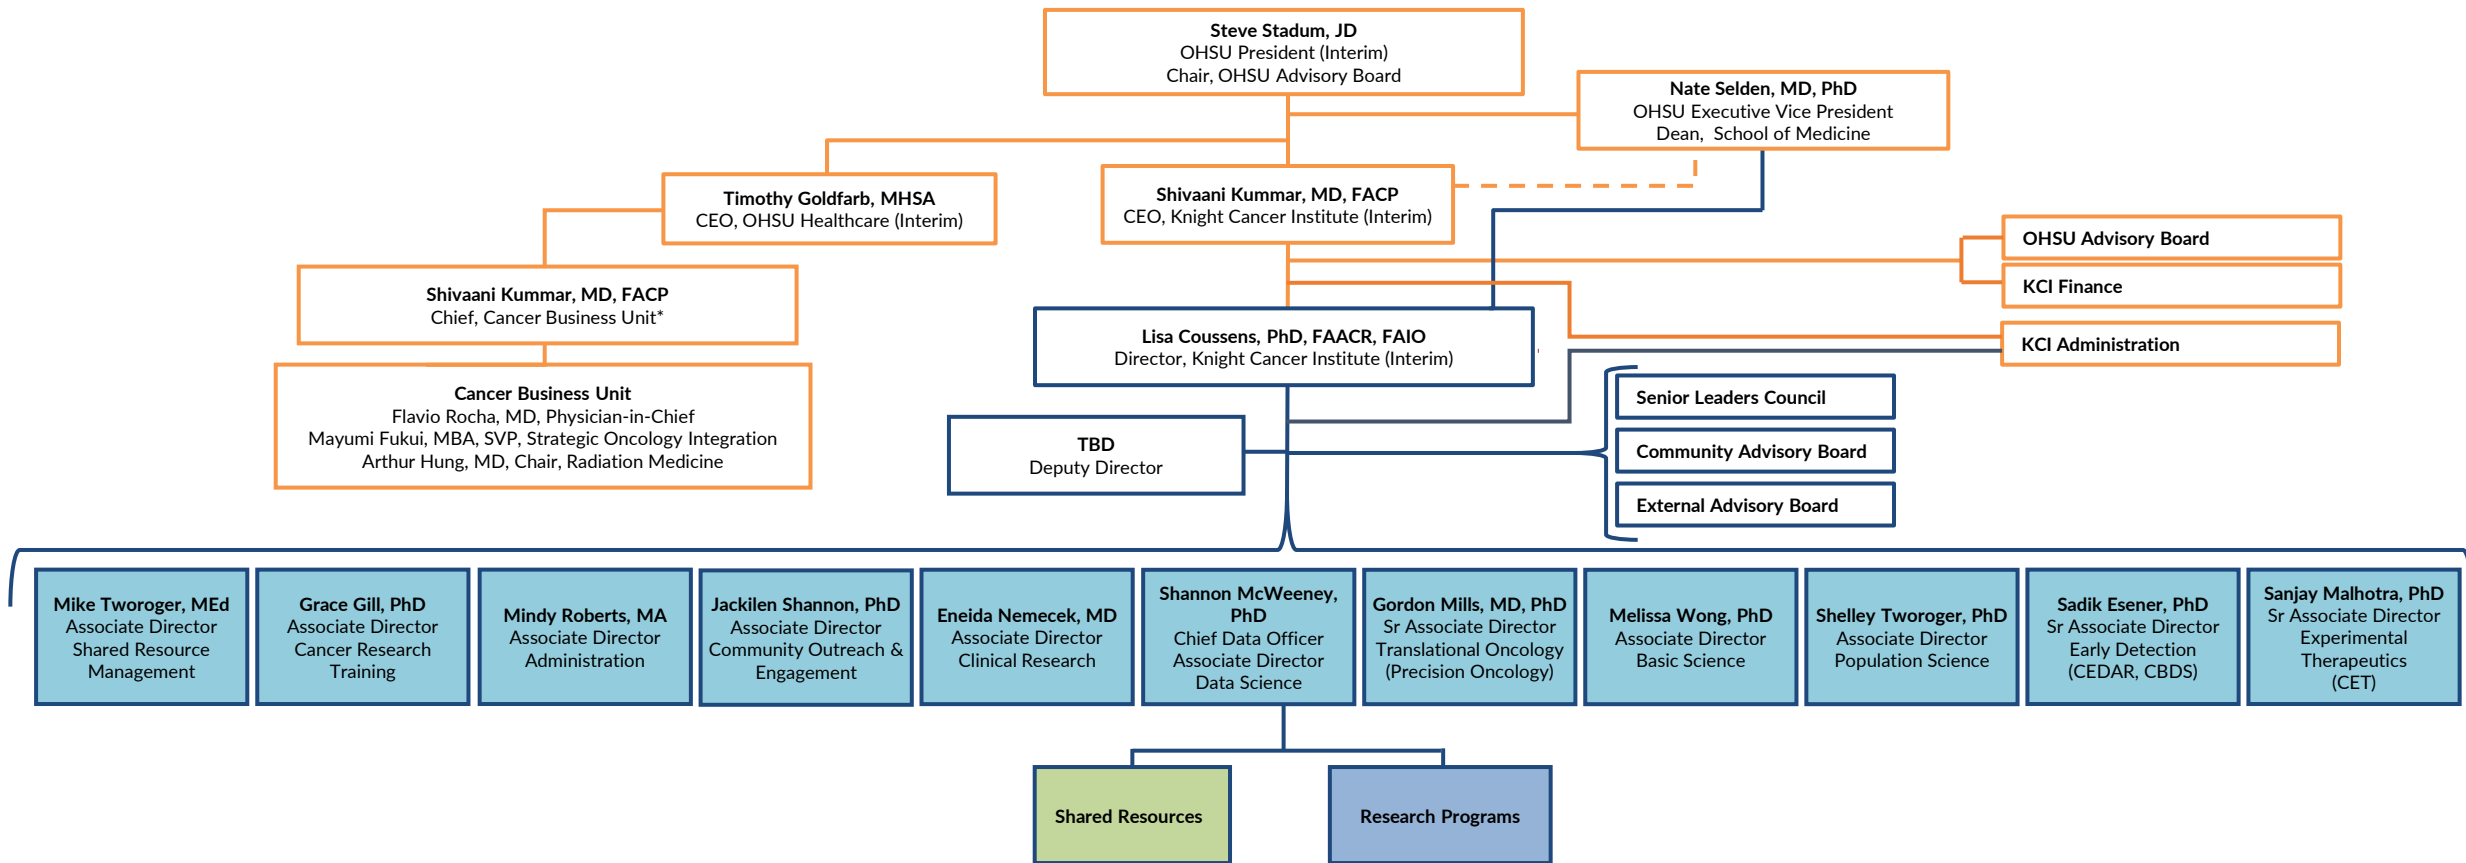 Steve Stadum, JD
OHSU President (Interim)
Chair, OHSU Advisory Board
Nate Selden, MD, PhD
OHSU Executive Vice President
Dean,  School of Medicine
Timothy Goldfarb, MHSA
CEO, OHSU Healthcare (Interim)
Shivaani Kummar, MD, FACP
CEO, Knight Cancer Institute (Interim)
OHSU Advisory Board
KCI Finance
KCI Administration
Shivaani Kummar, MD, FACP
Chief, Cancer Business Unit*
Lisa Coussens, PhD, FAACR, FAIO
Director, Knight Cancer Institute (Interim)
Cancer Business Unit
Flavio Rocha, MD, Physician-in-Chief
Mayumi Fukui, MBA, SVP, Strategic Oncology Integration
Arthur Hung, MD, Chair, Radiation Medicine
TBD
Deputy Director
Senior Leaders Council
Community Advisory Board
External Advisory Board
Mike Tworoger, MEd
Associate Director
Shared Resource
Management
Grace Gill, PhD
Associate Director
Cancer Research
Training
Mindy Roberts, MA
Associate Director
Administration
Jackilen Shannon, PhD
Associate Director
Community Outreach &
Engagement
Eneida Nemecek, MD
Associate Director
Clinical Research
Shannon McWeeney,
PhD
Chief Data Officer
Associate Director
Data Science
Gordon Mills, MD, PhD
Sr Associate Director
Translational Oncology
(Precision Oncology)
Melissa Wong, PhD
Associate Director
Basic Science
Shelley Tworoger, PhD
Associate Director
Population Science
Sadik Esener, PhD
Sr Associate Director
Early Detection
(CEDAR, CBDS)
Sanjay Malhotra, PhD
Sr Associate Director
Experimental
Therapeutics
(CET)
Shared Resources
Research Programs